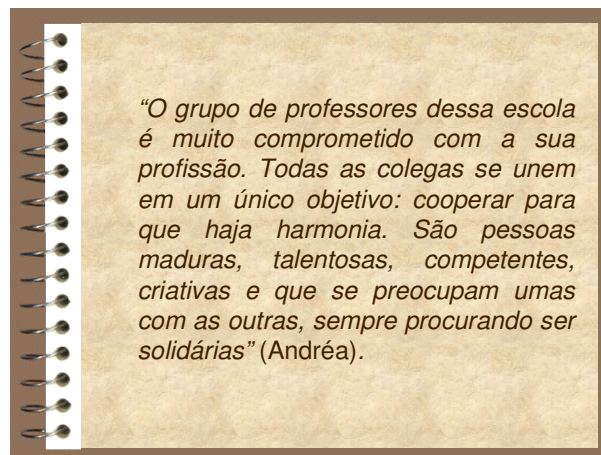 “O grupo de professores dessa escola
é muito comprometido com a sua
profissão. Todas as colegas se unem
em um único objetivo: cooperar para
que haja harmonia. São pessoas
maduras, talentosas, competentes,
criativas e que se preocupam umas
com as outras, sempre procurando ser
solidárias” (Andréa).